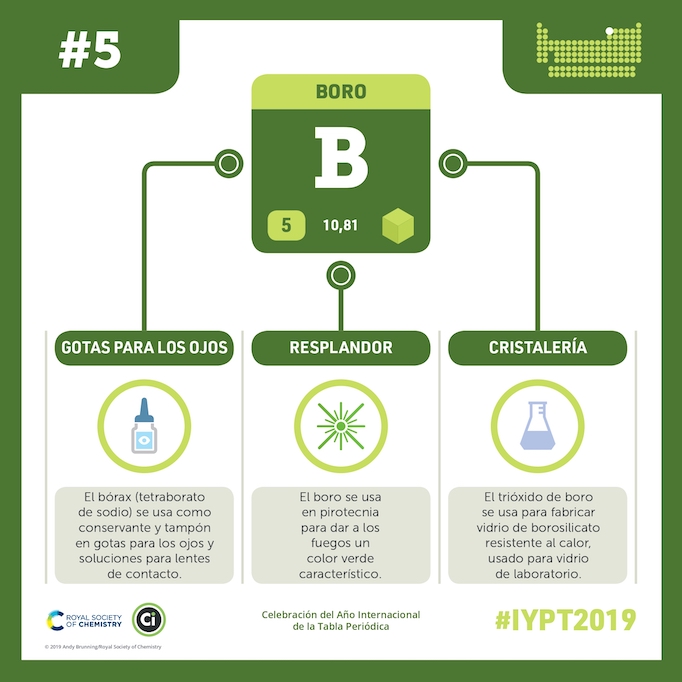 #5
BORO
B
5
10,81
GOTAS PARA LOS OJOS
El bórax (tetraborato
de sodio) se usa como
conservante y tampón
en gotas para los ojos y
soluciones para lentes
de contacto.
RESPLANDOR
El boro se usa
en pirotecnia
para dar a los
fuegos un
color verde
característico.
CRISTALERÍA
El trióxido de boro
se usa para fabricar
vidrio de borosilicato
resistente al calor,
usado para vidrio
de laboratorio.
ROYAL SOCIETY
OF CHEMISTRY
Ci
© 2019 Andy Brunning/Royal Society of Chemistry
Celebración del Año Internacional
de la Tabla Periódica
#IYPT2019